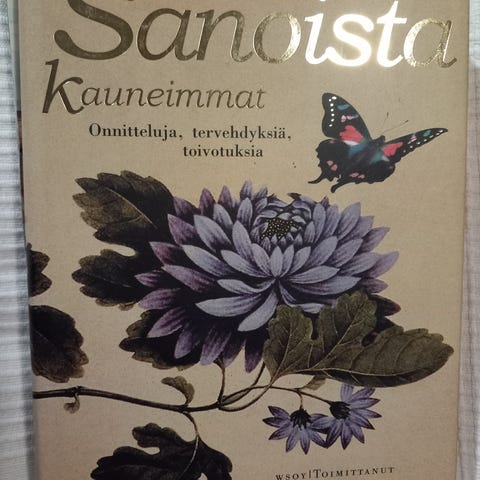 Sanoista
kauneimmat
Onnitteluja, tervehdyksiä,
toivotuksia
WSOY|TOIMITTANUT